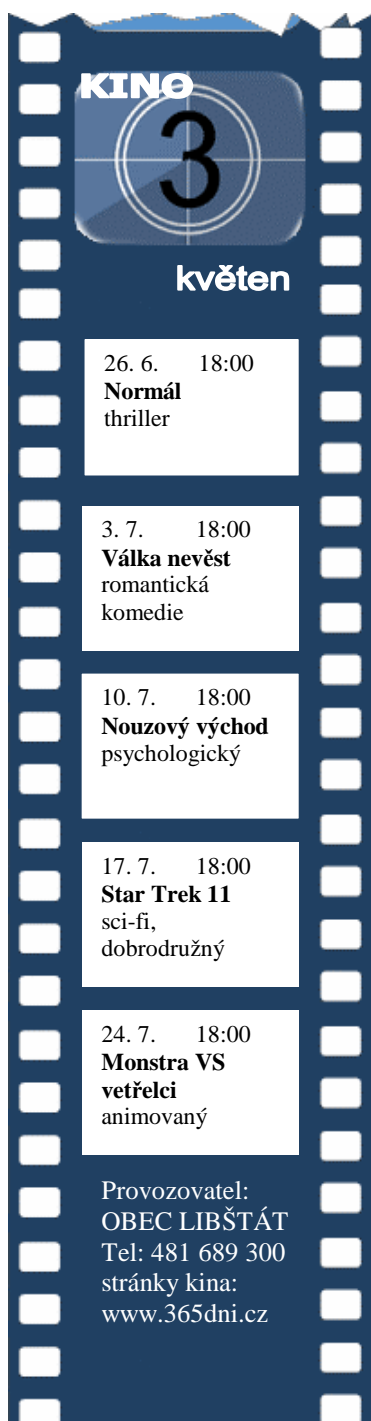 KINO
3
květen
26. 6. 18:00
Normál
thriller
3. 7. 18:00
Válka nevěst
romantická
komedie
10. 7. 18:00
Nouzový východ
psychologický
17. 7. 18:00
Star Trek 11
sci-fi,
dobrodružný
24. 7. 18:00
Monstra VS
vetřelci
animovaný
Provozovatel:
OBEC LIBŠTÁT
Tel: 481 689 300
stránky kina:
www.365dni.cz